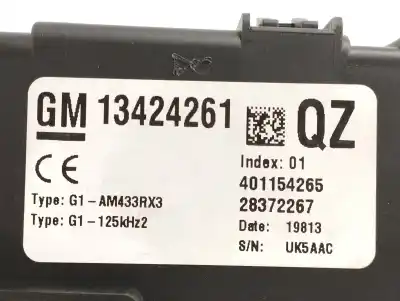 GM 13424261 QZ
CE Index: 01
401154265
Type: G1-AM433RX3 28372267
Type: G1-125kHz2 Date: 19813
S/N: UK5AAC